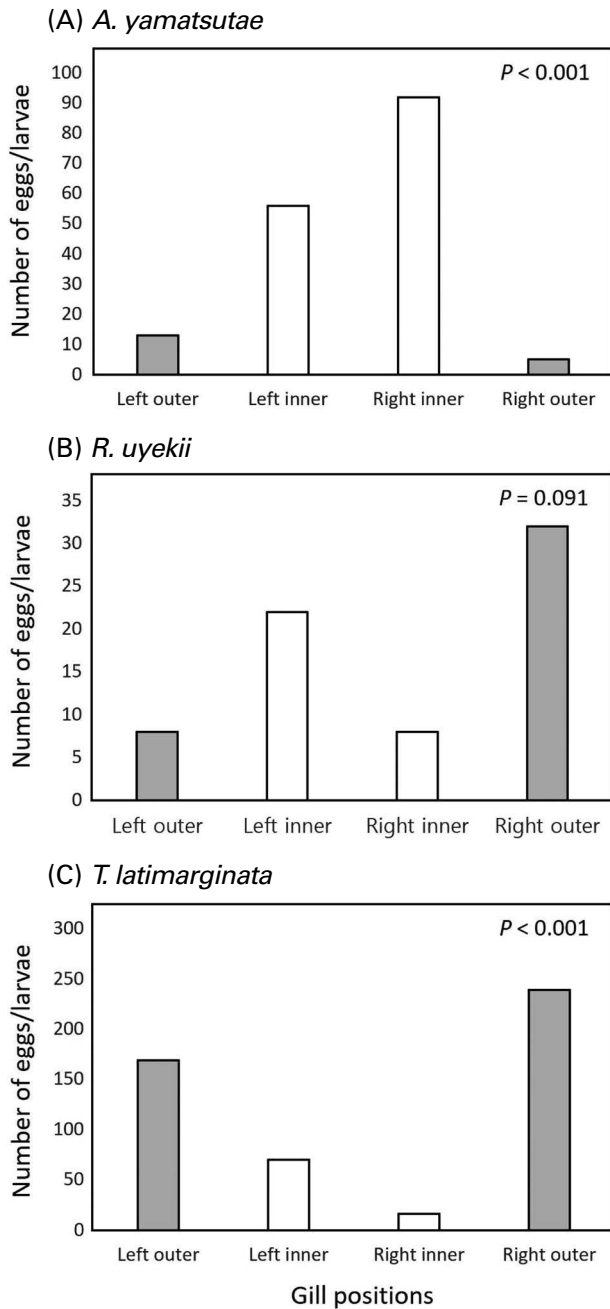 (A) A. yamatsutae
P < 0.001
Number of eggs/larvae
100
90
80
70
60
50
40
30
20
10
0
Left outer
Left inner
Right inner
Right outer
(B) R. uyekii
P = 0.091
Number of eggs/larvae
35
30
25
20
15
10
5
0
Left outer
Left inner
Right inner
Right outer
(C) T. latimarginata
P < 0.001
Number of eggs/larvae
300
250
200
150
100
50
0
Left outer
Left inner
Right inner
Right outer
Gill positions